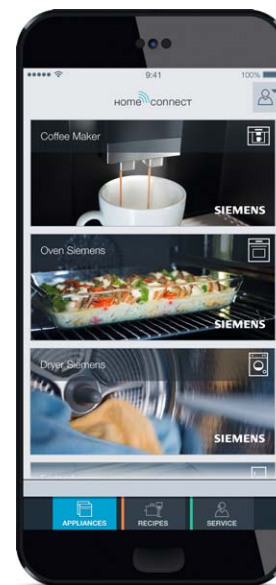 9:41
100%
HOME CONNECT
Coffee Maker
SIEMENS
Oven Siemens
SIEMENS
Dryer Siemens
SIEMENS
APPLIANCES
RECIPES
SERVICE